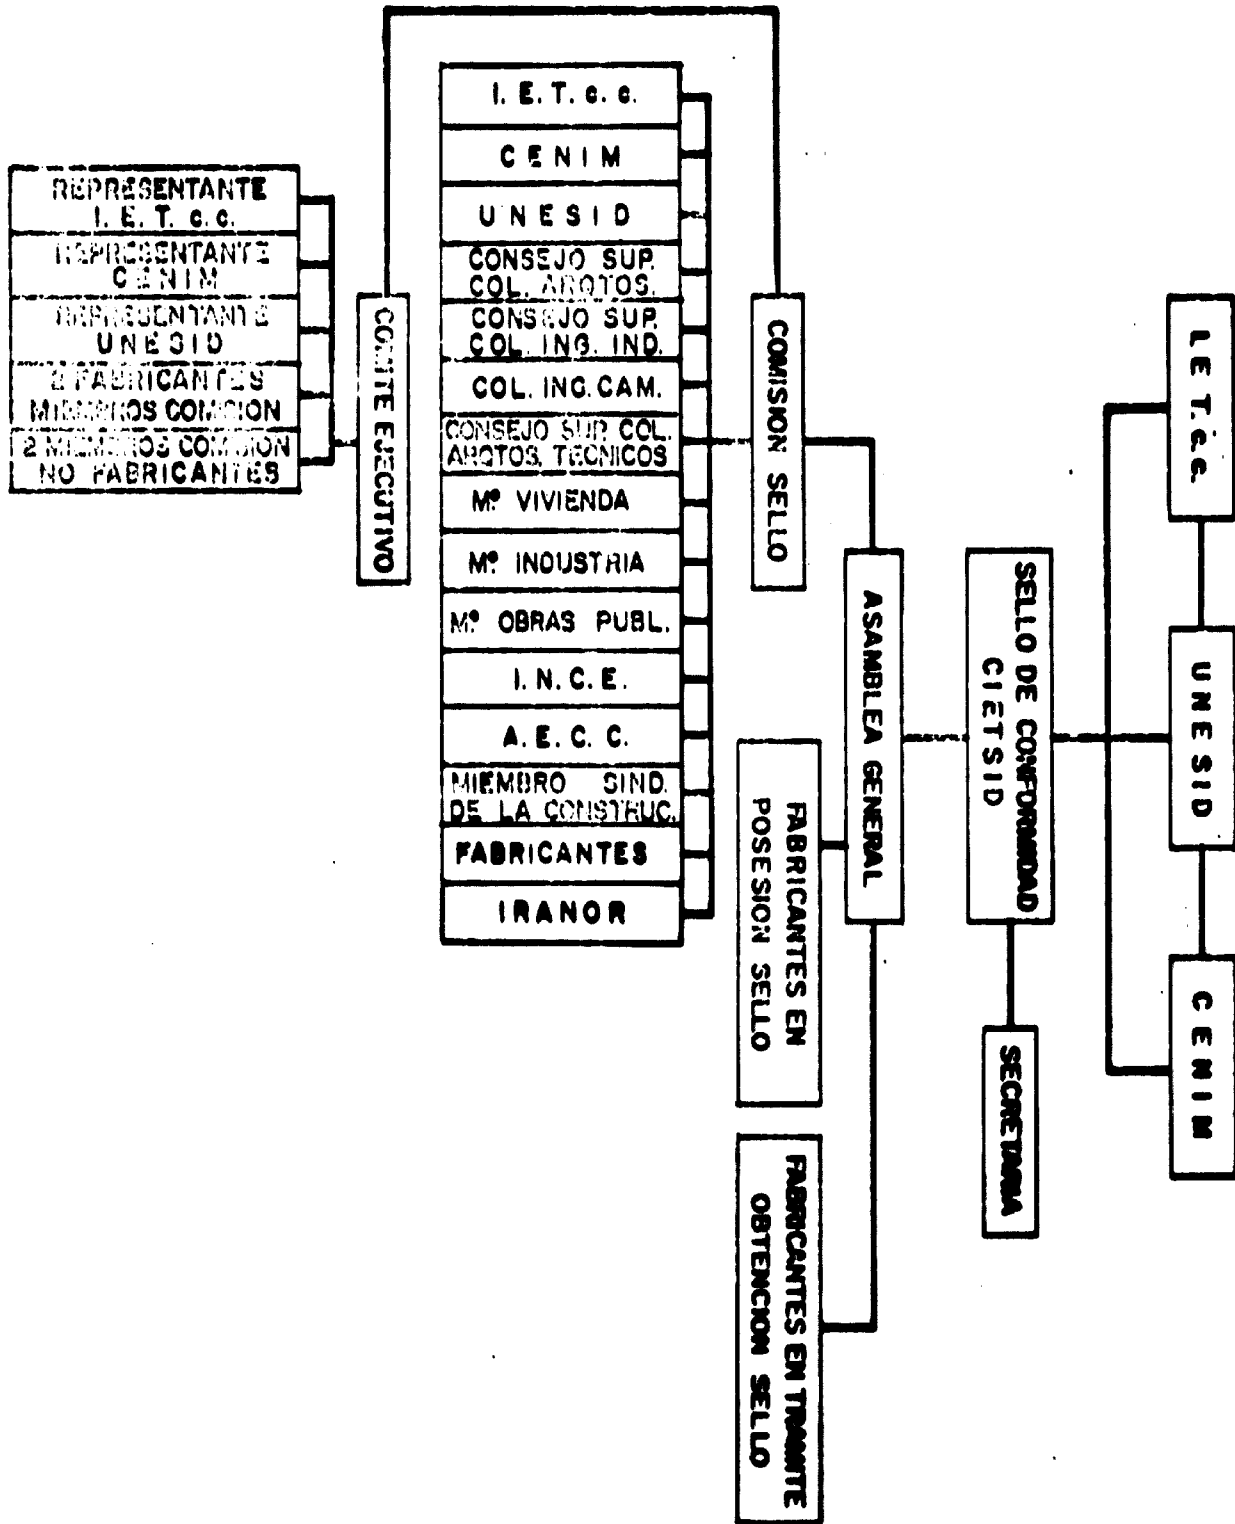 I. E. T. c. c.
UNESID
CENIM
SELLO DE CONFORMIDAD
CIETSID
SECRETARIA
ASAMBLEA GENERAL
COMISION SELLO
FABRICANTES EN
POSESION SELLO
FABRICANTES EN TRAMITE
OBTENCION SELLO
I. E. T. c. c.
CENIM
UNESID
CONSEJO SUP.
COL. ARQTOS.
CONSEJO SUP.
COL. ING. IND.
COL. ING. CAM.
CONSEJO SUP. COL.
ARQTOS. TECNICOS
Mº VIVIENDA
Mº INDUSTRIA
Mº OBRAS PUBL.
I. N. C. E.
A. E. C. C.
MIEMBRO SIND.
DE LA CONSTRUC.
FABRICANTES
IRANOR
COMITE EJECUTIVO
REPRESENTANTE
I. E. T. c. c.
REPRESENTANTE
CENIM
REPRESENTANTE
UNESID
2 FABRICANTES
MIEMBROS COMISION
2 MIEMBROS COMISION
NO FABRICANTES